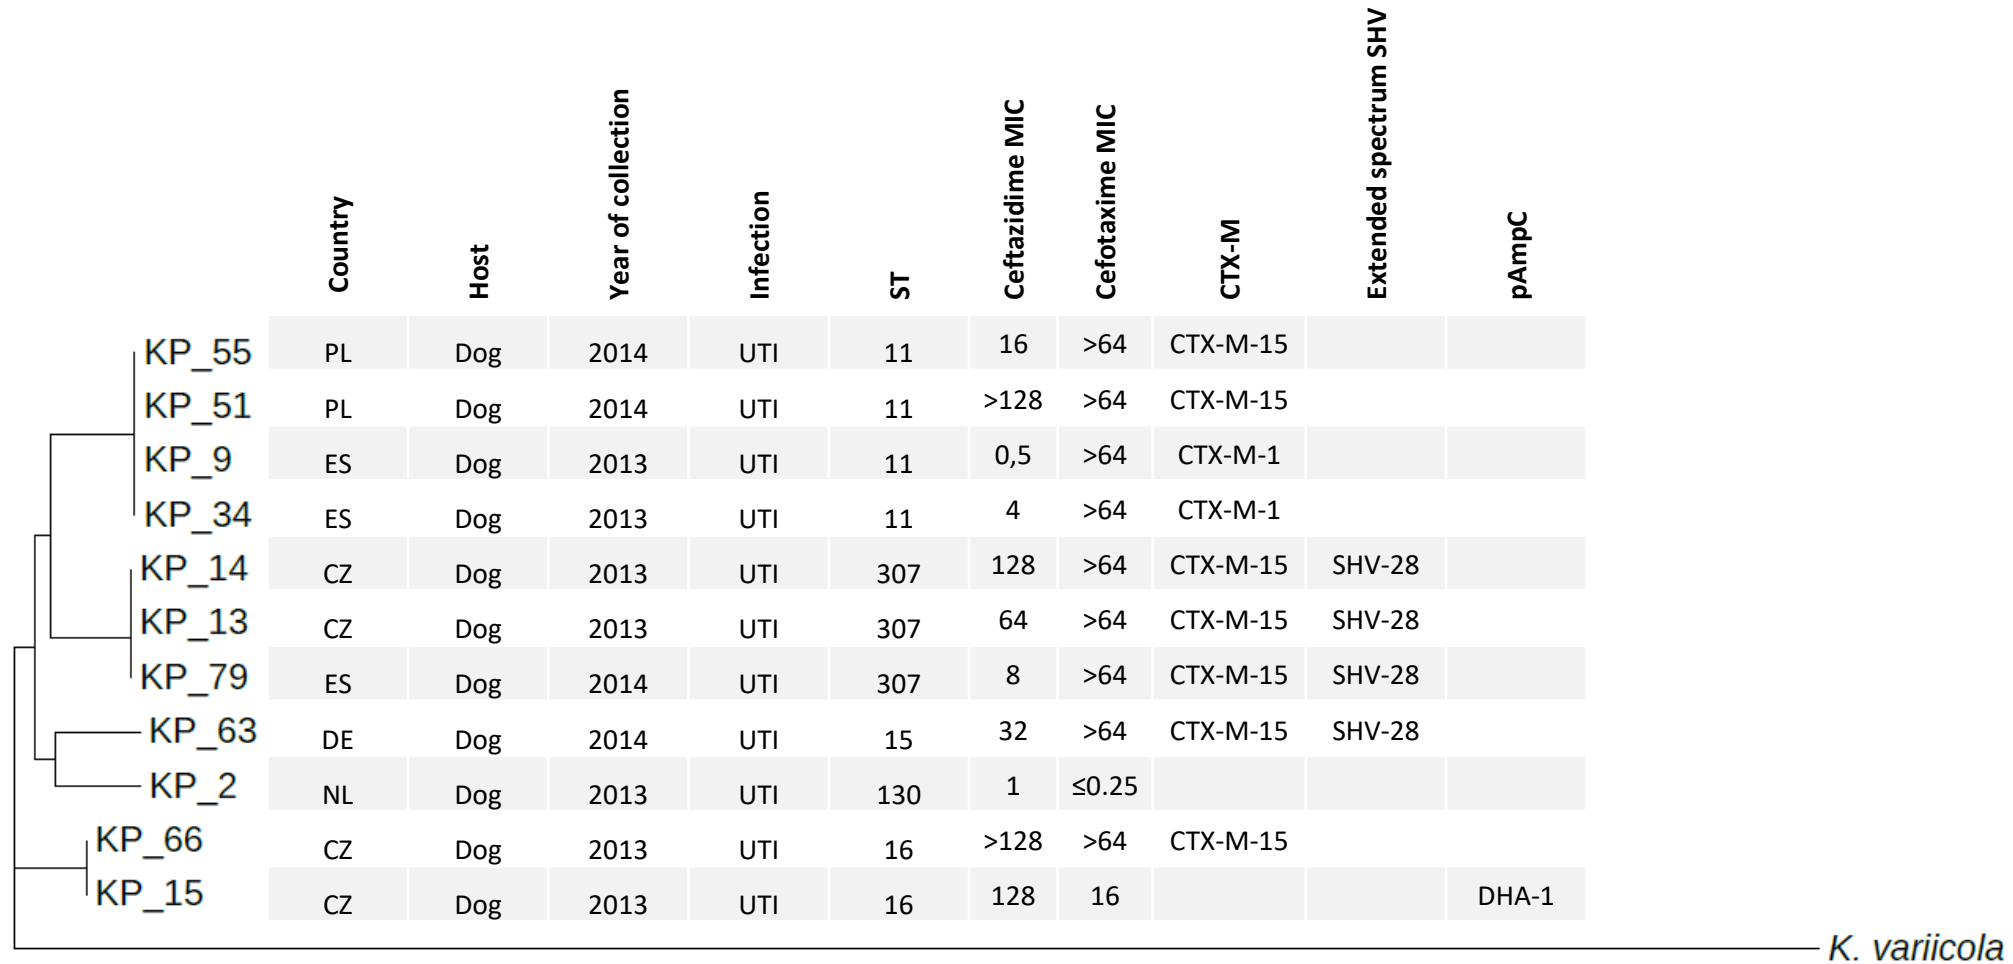 Country Host Year of collection Infection ST Ceftazidime MIC Cefotaxime MIC CTX-M Extended spectrum SHV pAmpC
KP_55 PL Dog 2014 UTI 11 16 >64 CTX-M-15
KP_51 PL Dog 2014 UTI 11 >128 >64 CTX-M-15
KP_9 ES Dog 2013 UTI 11 0,5 >64 CTX-M-1
KP_34 ES Dog 2013 UTI 11 4 >64 CTX-M-1
KP_14 CZ Dog 2013 UTI 307 128 >64 CTX-M-15 SHV-28
KP_13 CZ Dog 2013 UTI 307 64 >64 CTX-M-15 SHV-28
KP_79 ES Dog 2014 UTI 307 8 >64 CTX-M-15 SHV-28
KP_63 DE Dog 2014 UTI 15 32 >64 CTX-M-15 SHV-28
KP_2 NL Dog 2013 UTI 130 1 ≤0.25
KP_66 CZ Dog 2013 UTI 16 >128 >64 CTX-M-15
KP_15 CZ Dog 2013 UTI 16 128 16 DHA-1
K. variicola